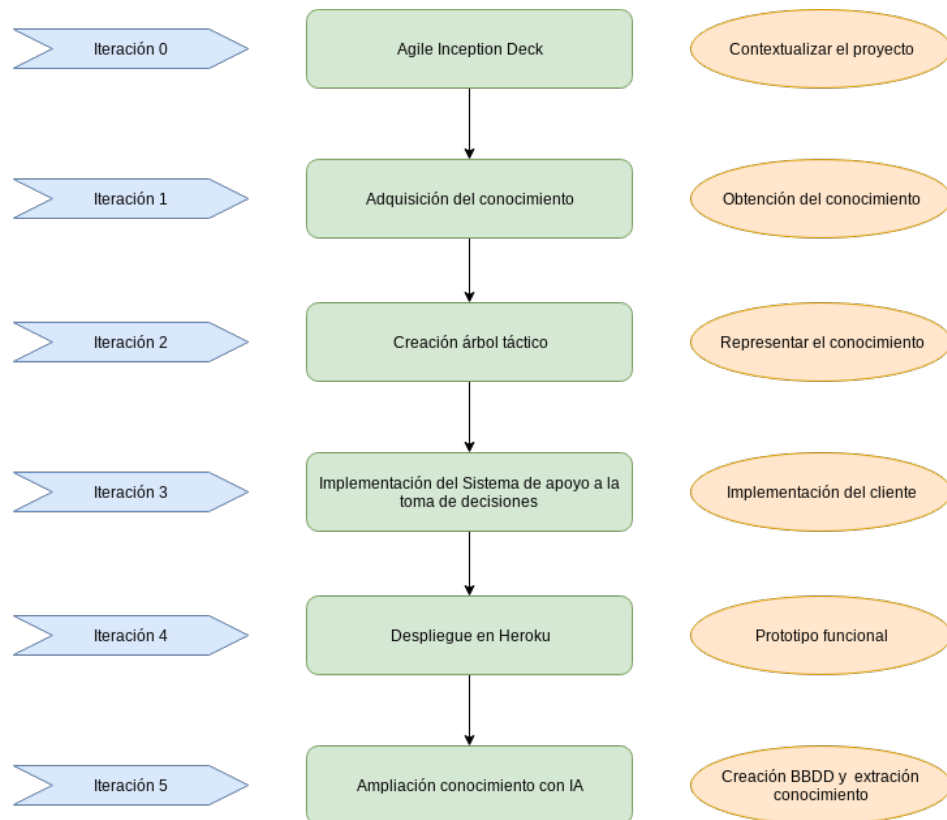 Iteración 0
Agile Inception Deck
Contextualizar el proyecto
Iteración 1
Adquisición del conocimiento
Obtención del conocimiento
Iteración 2
Creación árbol táctico
Representar el conocimiento
Iteración 3
Implementación del Sistema de apoyo a la
toma de decisiones
Implementación del cliente
Iteración 4
Despliegue en Heroku
Prototipo funcional
Iteración 5
Ampliación conocimiento con IA
Creación BBDD y extracción
conocimiento